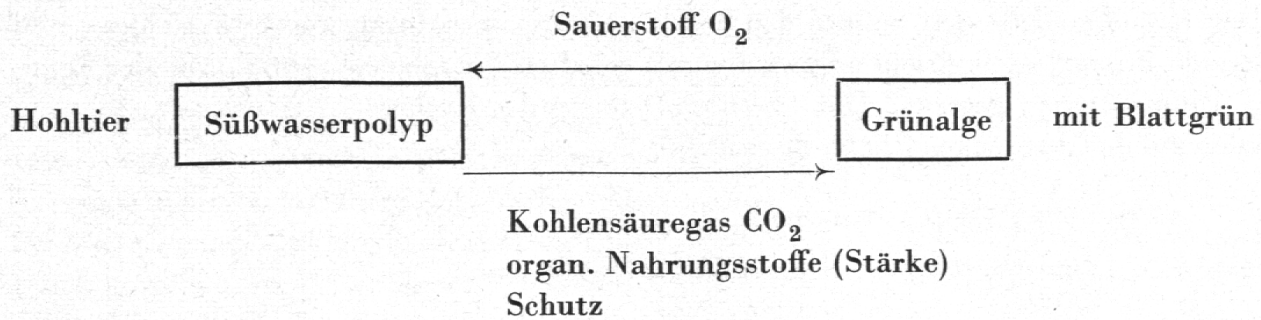 Sauerstoff O₂
Hohltier Süßwasserpolyp Grünalge mit Blattgrün
Kohlensäuregas CO₂
organ. Nahrungsstoffe (Stärke)
Schutz